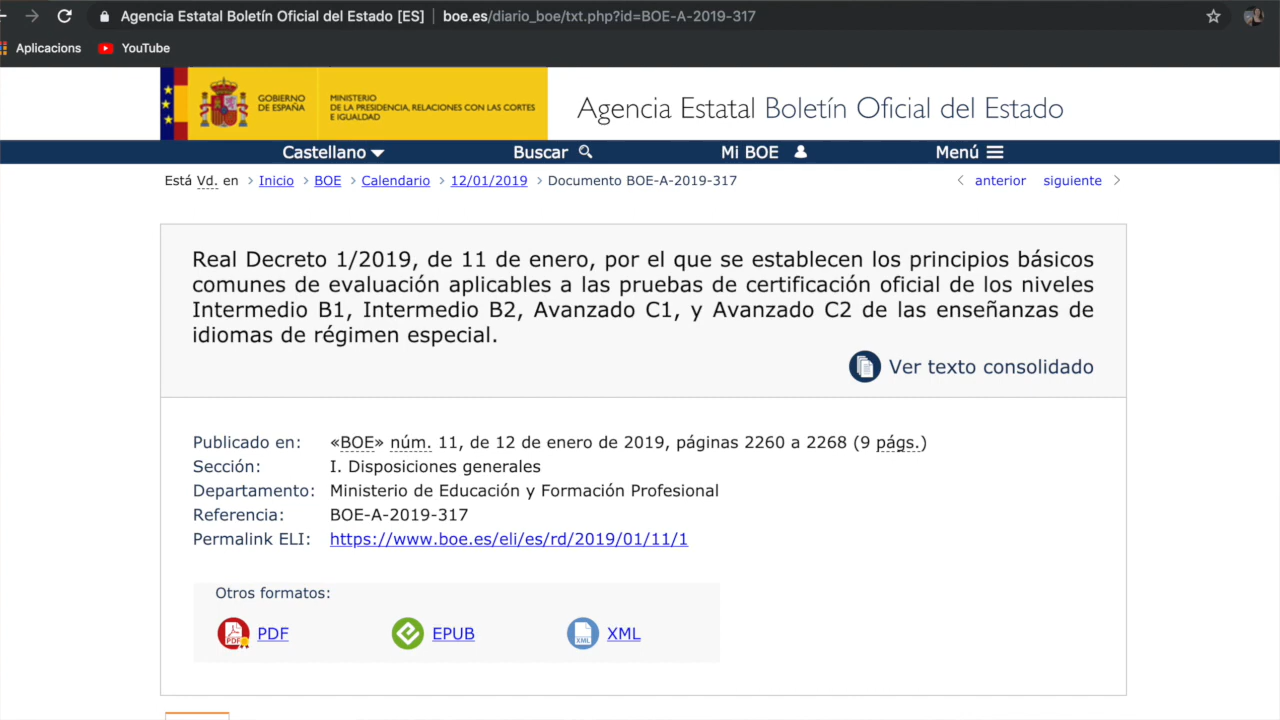 Agencia Estatal Boletín Oficial del Estado [ES] | boe.es/diario_boe/txt.php?id=BOE-A-2019-317
Aplicacions YouTube
GOBIERNO
DE ESPAÑA
MINISTERIO
DE LA PRESIDENCIA, RELACIONES CON LAS CORTES
E IGUALDAD
Agencia Estatal Boletín Oficial del Estado
Castellano Buscar Mi BOE Menú
Está Vd. en > Inicio > BOE > Calendario > 12/01/2019 > Documento BOE-A-2019-317 < anterior siguiente >
Real Decreto 1/2019, de 11 de enero, por el que se establecen los principios básicos
comunes de evaluación aplicables a las pruebas de certificación oficial de los niveles
Intermedio B1, Intermedio B2, Avanzado C1, y Avanzado C2 de las enseñanzas de
idiomas de régimen especial.
Ver texto consolidado
Publicado en: «BOE» núm. 11, de 12 de enero de 2019, páginas 2260 a 2268 (9 págs.)
Sección: I. Disposiciones generales
Departamento: Ministerio de Educación y Formación Profesional
Referencia: BOE-A-2019-317
Permalink ELI: https://www.boe.es/eli/es/rd/2019/01/11/1
Otros formatos:
PDF EPUB XML